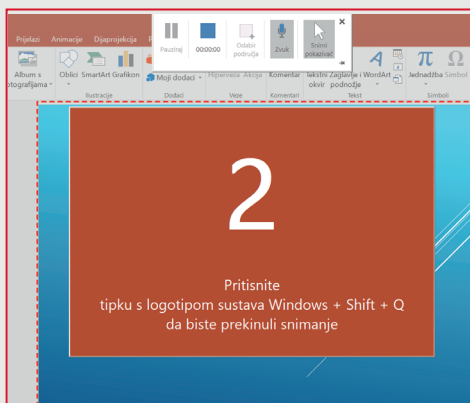 Prijelazi Animacije Dijaprojekcija
Pauziraj 00:00:00 Odabir područja Zvuk Snimi pokazivač
Album s fotografijama Oblici SmartArt Grafikon Moji dodaci Hiperveza Akcija Komentar Tekstni okvir Zaglavlje i podnožje WordArt Jednadžba Simbol
Ilustracije Dodaci Veze Komentari Tekst Simboli
2
Pritisnite
tipku s logotipom sustava Windows + Shift + Q
da biste prekinuli snimanje